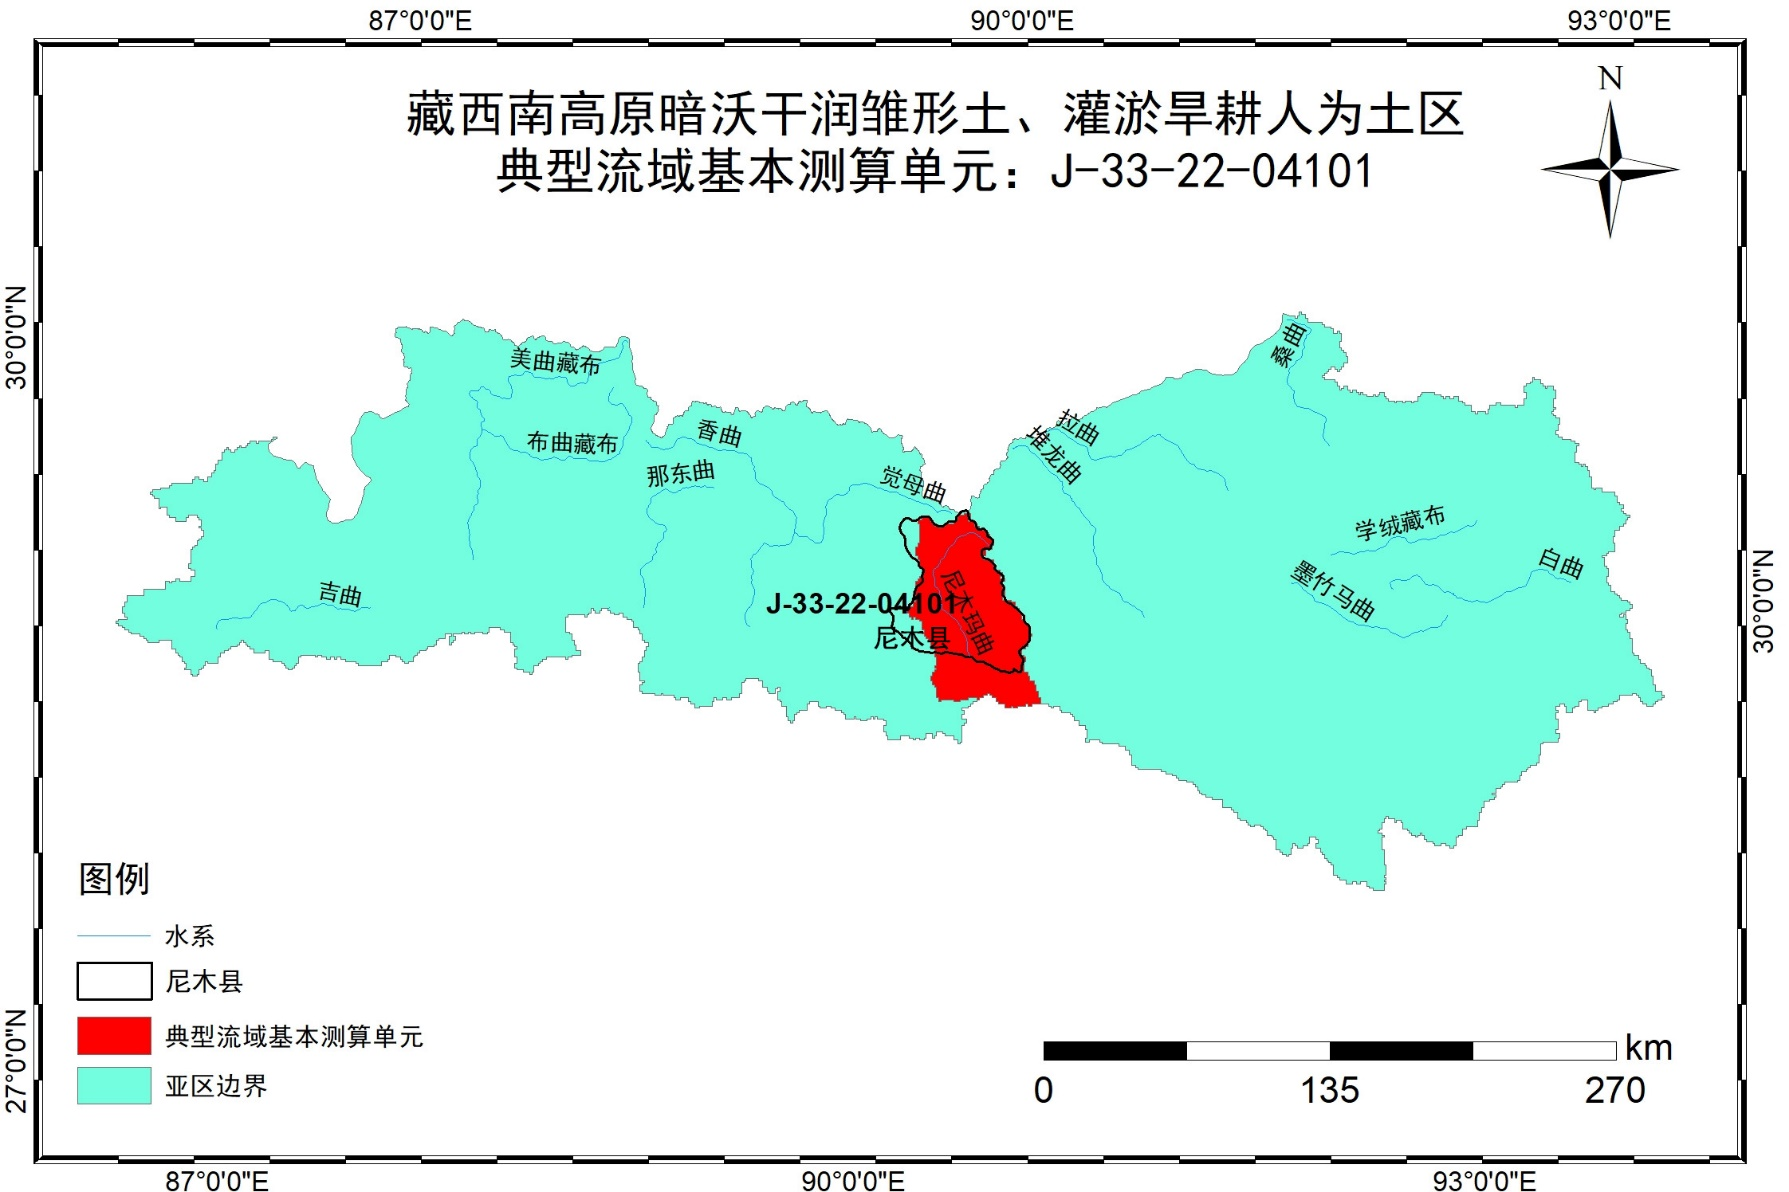 87°0'0"E
90°0'0"E
93°0'0"E
N
藏西南高原暗沃干润雏形土、灌淤旱耕人为土区
典型流域基本测算单元：J-33-22-04101
30°0'0"N
桑曲
美曲藏布
拉曲
香曲
布曲藏布
堆龙曲
那东曲
觉母曲
学绒藏布
白曲
30°0'0"N
墨竹马曲
吉曲
J-33-22-04101
尼木玛曲
尼木县
图例
水系
尼木县
典型流域基本测算单元
亚区边界
27°0'0"N
km
0
135
270
87°0'0"E
90°0'0"E
93°0'0"E